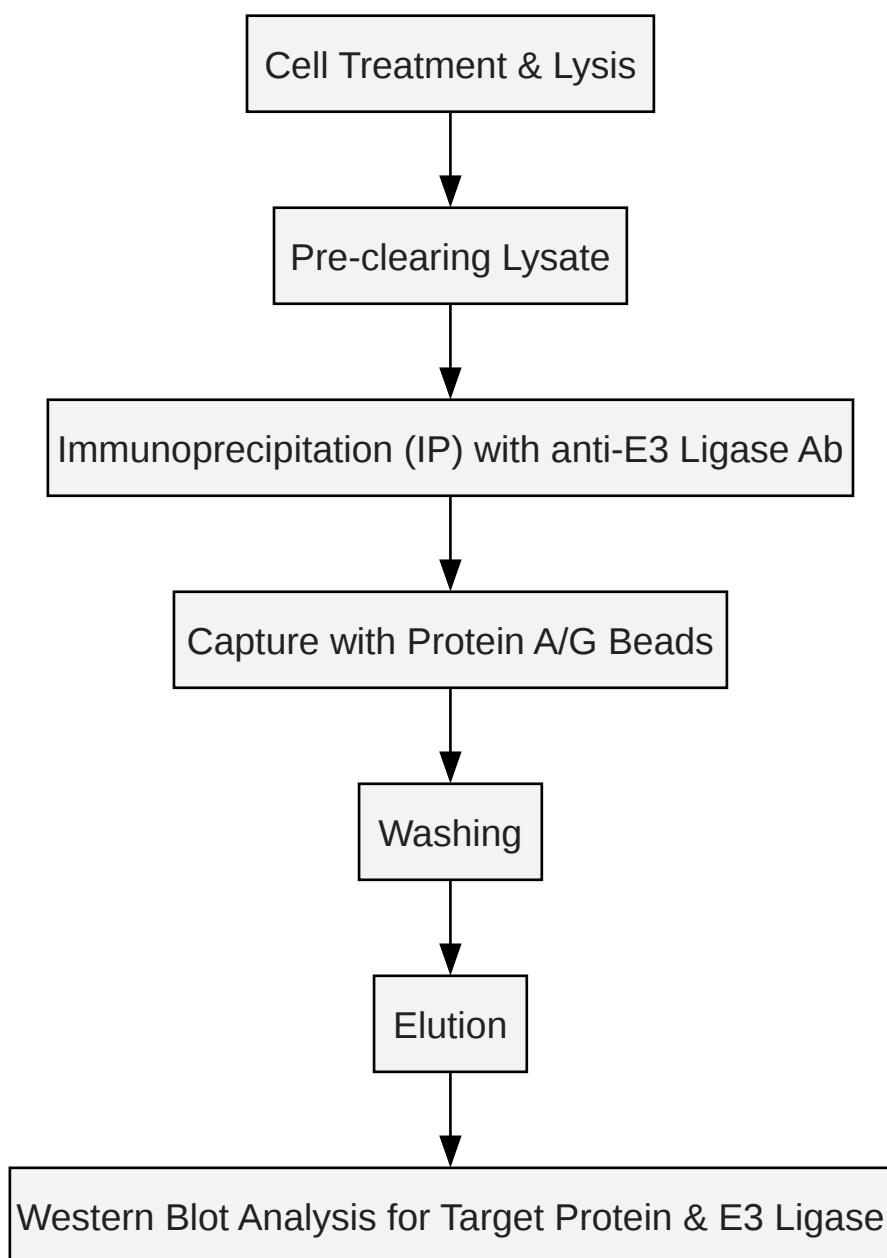 Cell Treatment & Lysis
Pre-clearing Lysate
Immunoprecipitation (IP) with anti-E3 Ligase Ab
Capture with Protein A/G Beads
Washing
Elution
Western Blot Analysis for Target Protein & E3 Ligase